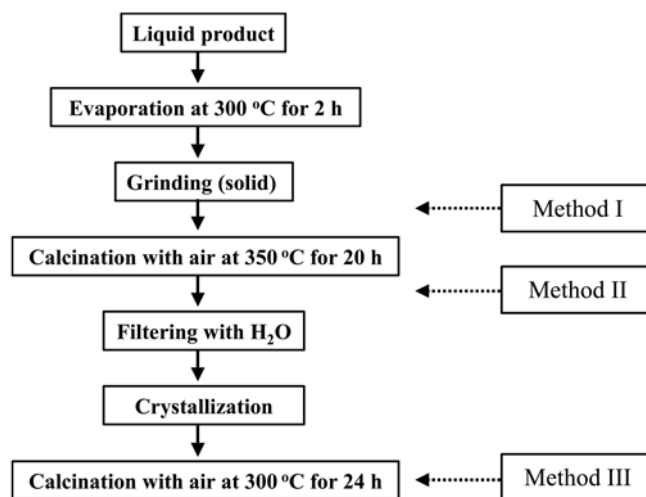 Liquid product
Evaporation at 300 °C for 2 h
Grinding (solid)
Method I
Calcination with air at 350 °C for 20 h
Method II
Filtering with H₂O
Crystallization
Calcination with air at 300 °C for 24 h
Method III